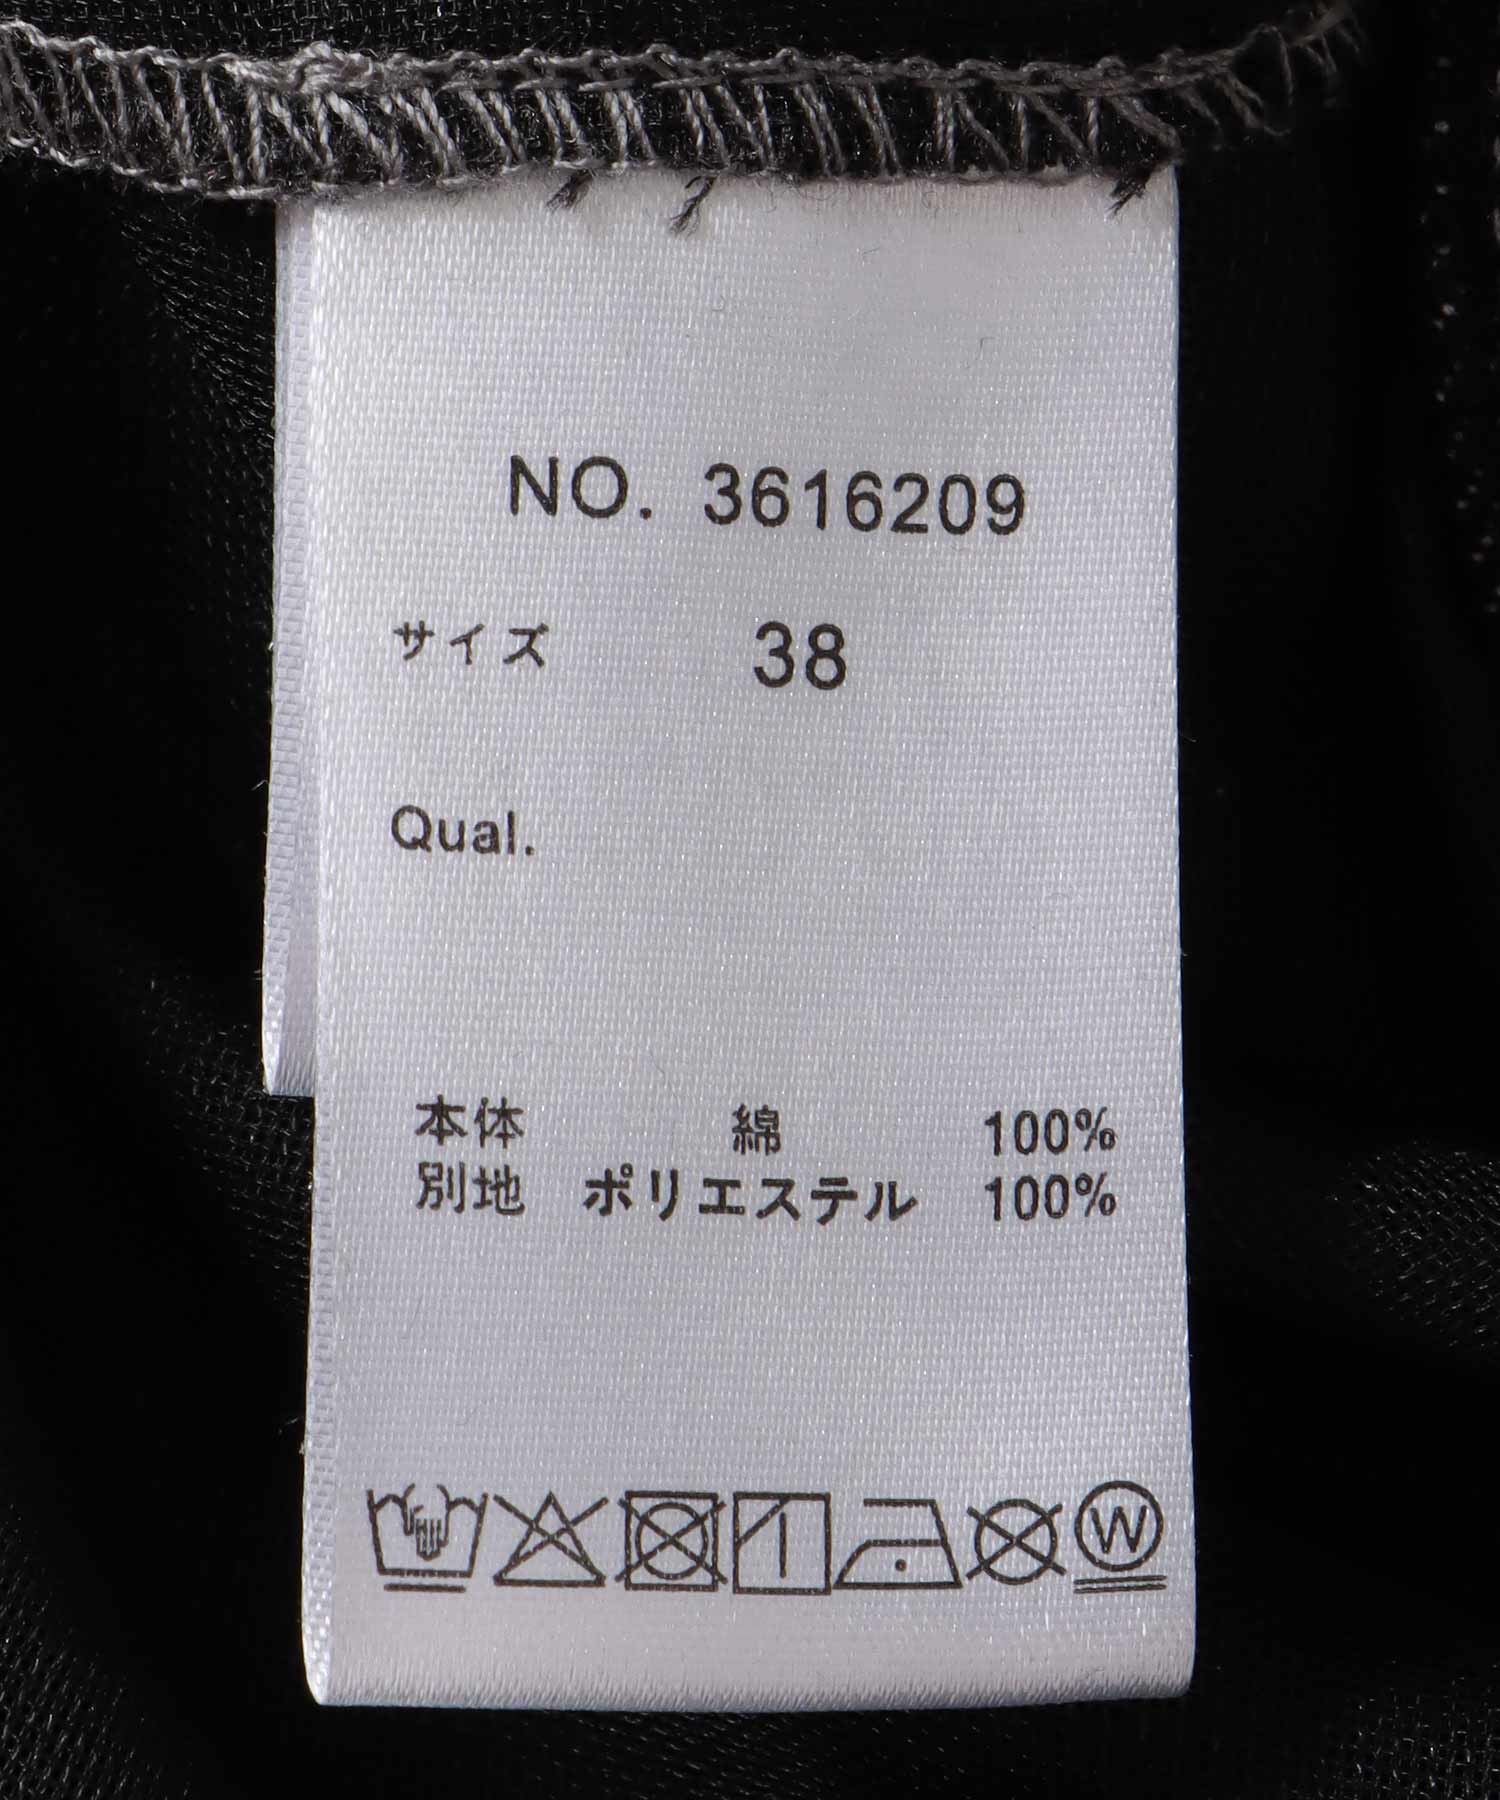 NO. 3616209
サイズ 38
Qual.
本体 綿 100%
別地 ポリエステル 100%
W